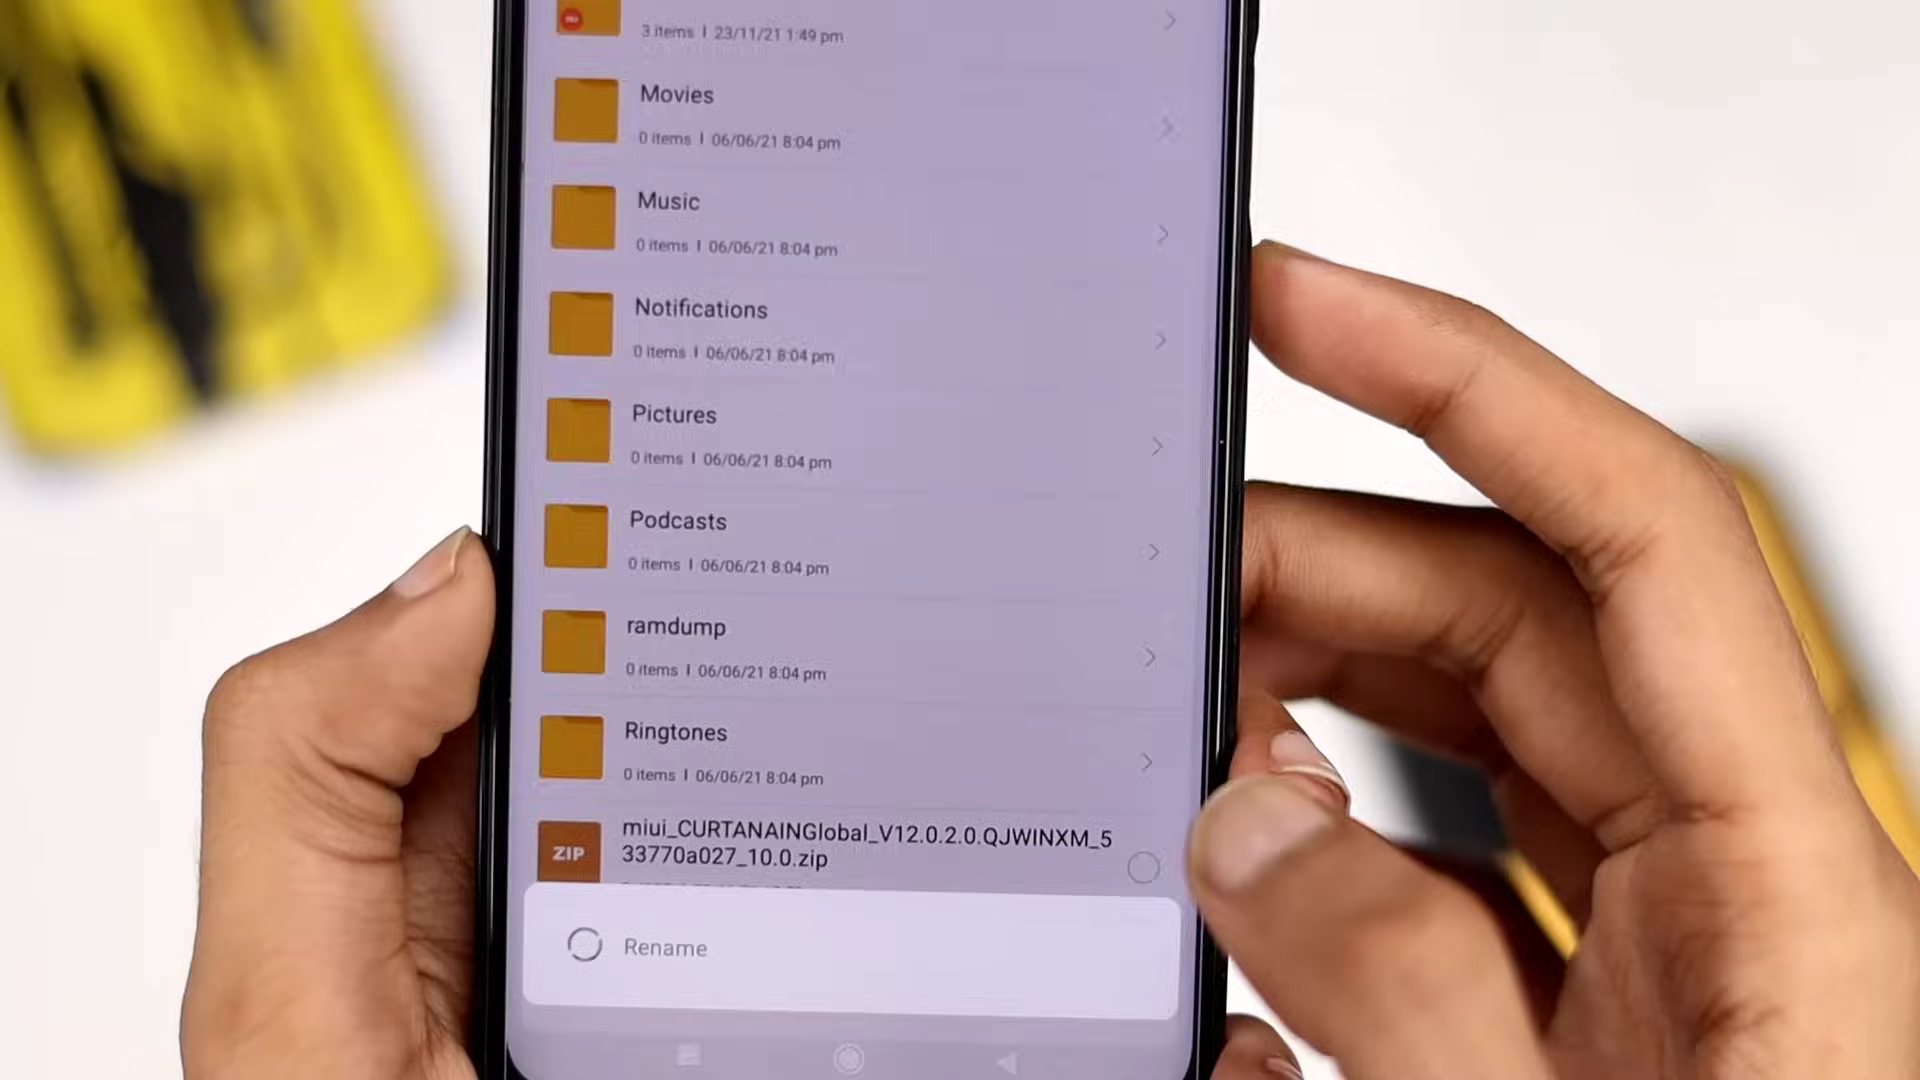 3 items | 23/11/21 1:49 pm
Movies
0 items | 06/06/21 8:04 pm
Music
0 items | 06/06/21 8:04 pm
Notifications
0 items | 06/06/21 8:04 pm
Pictures
0 items | 06/06/21 8:04 pm
Podcasts
0 items | 06/06/21 8:04 pm
ramdump
0 items | 06/06/21 8:04 pm
Ringtones
0 items | 06/06/21 8:04 pm
ZIP
miui_CURTANAINGlobal_V12.0.2.0.QJWINXM_5
33770a027_10.0.zip
Rename